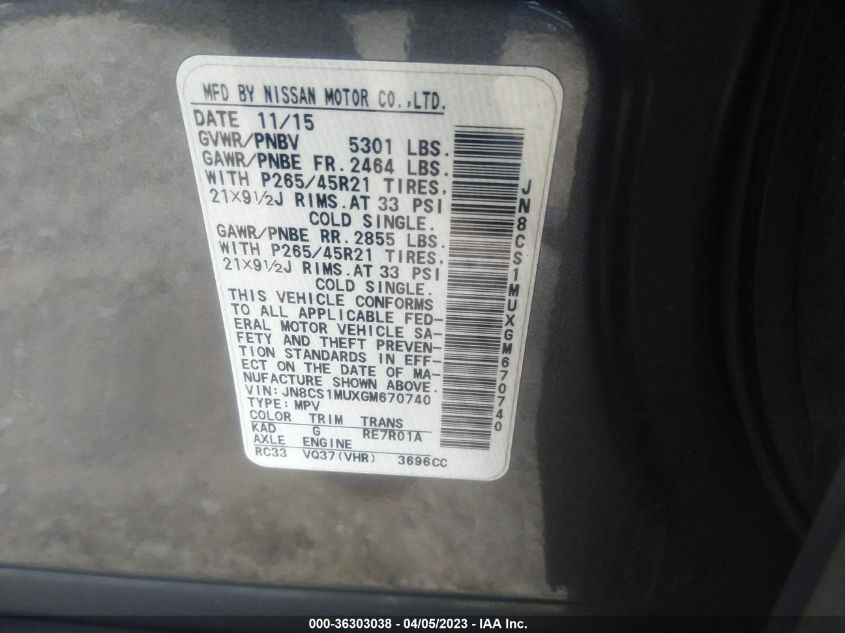 MFD BY NISSAN MOTOR CO.,LTD.
DATE 11/15
GVWR/PNBV 5301 LBS.
GAWR/PNBE FR.2464 LBS.
WITH P265/45R21 TIRES,
21×9½J RIMS.AT 33 PSI
COLD SINGLE.
GAWR/PNBE RR.2855 LBS.
WITH P265/45R21 TIRES,
21×9½J RIMS.AT 33 PSI
COLD SINGLE.
THIS VEHICLE CONFORMS
TO ALL APPLICABLE FED-
ERAL MOTOR VEHICLE SA-
FETY AND THEFT PREVEN-
TION STANDARDS IN EFF-
ECT ON THE DATE OF MA-
NUFACTURE SHOWN ABOVE.
VIN:JN8CS1MUXGM670740
TYPE:MPV
COLOR TRIM TRANS
KAD G RE7R01A
AXLE ENGINE
RC33 VQ37(VHR) 3696CC
JN8CS1MUXGM670740
000-36303038 - 04/05/2023 - IAA Inc.